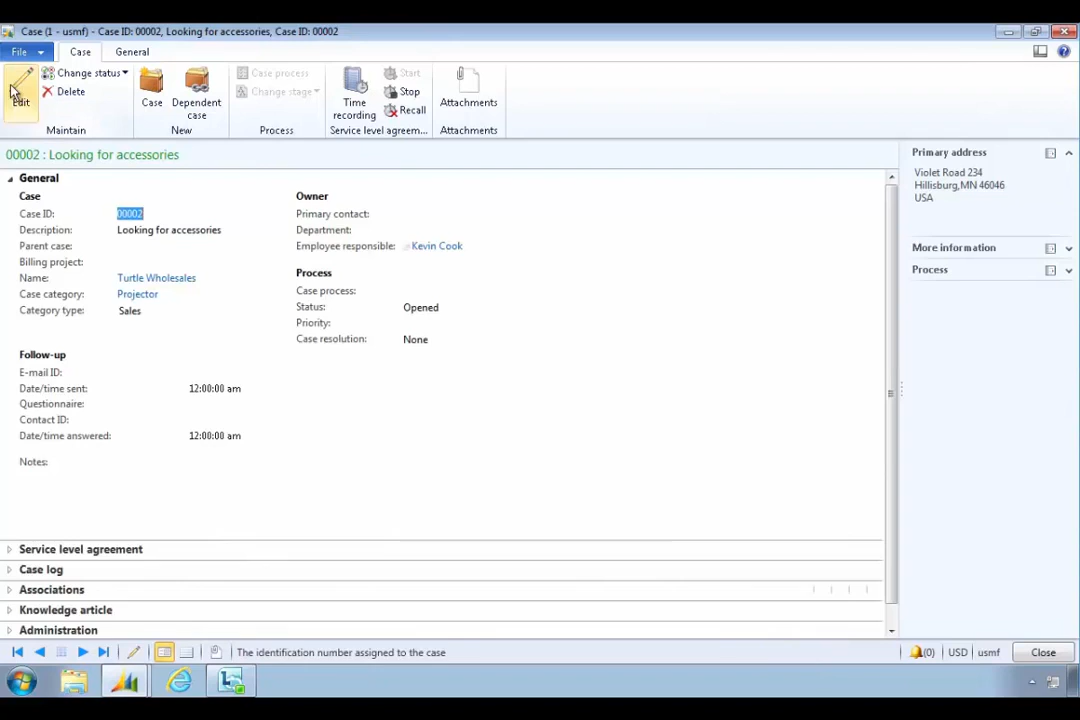 Case (1 - usmf) - Case ID: 00002, Looking for accessories, Case ID: 00002
File Case General
Edit Change status Delete Maintain
Case Dependent case New
Case process Change stage Process
Time recording Start Stop Recall Service level agreem...
Attachments Attachments
00002 : Looking for accessories
General
Case
Case ID: 00002
Description: Looking for accessories
Parent case:
Billing project:
Name: Turtle Wholesales
Case category: Projector
Category type: Sales
Follow-up
E-mail ID:
Date/time sent: 12:00:00 am
Questionnaire:
Contact ID:
Date/time answered: 12:00:00 am
Notes:
Owner
Primary contact:
Department:
Employee responsible: Kevin Cook
Process
Case process:
Status: Opened
Priority:
Case resolution: None
Service level agreement
Case log
Associations
Knowledge article
Administration
Primary address
Violet Road 234
Hillisburg,MN 46046
USA
More information
Process
The identification number assigned to the case (0) USD usmf Close